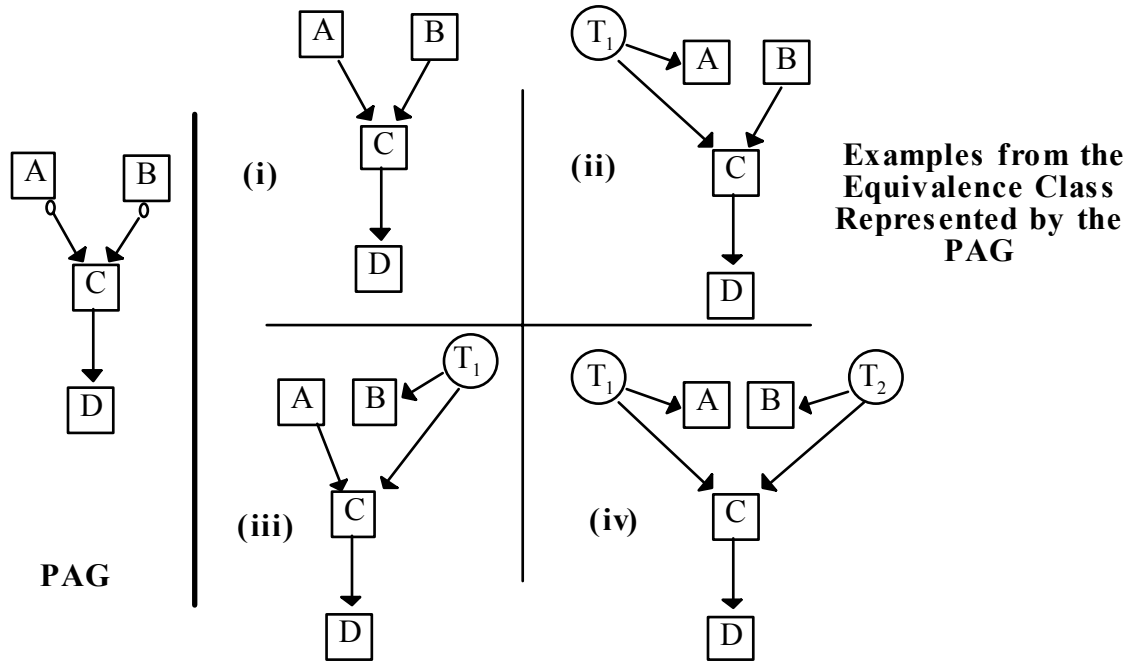 A B
C
D
PAG
(i)
A B
C
D
(ii)
T1
A B
C
D
Examples from the
Equivalence Class
Represented by the
PAG
(iii)
T1
A B
C
D
(iv)
T1 T2
A B
C
D